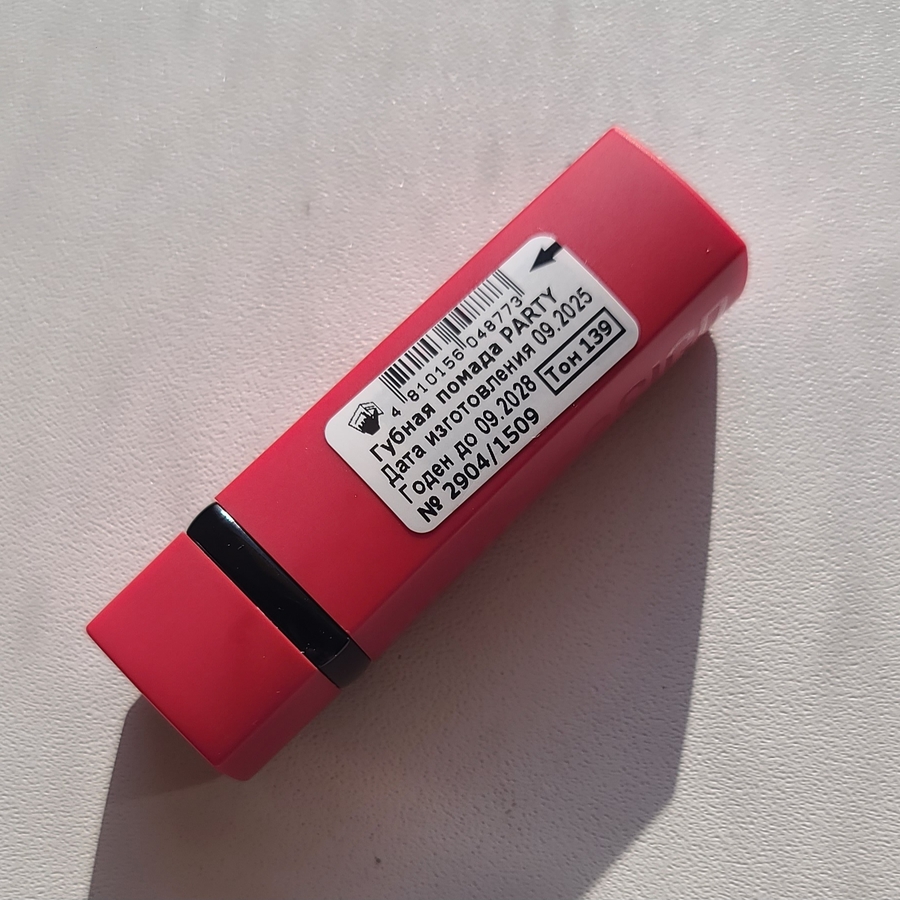 4 810156 048773
Губная помада PARTY
Дата изготовления 09.2025
Годен до 09.2028
Тон 139
№ 2904/1509